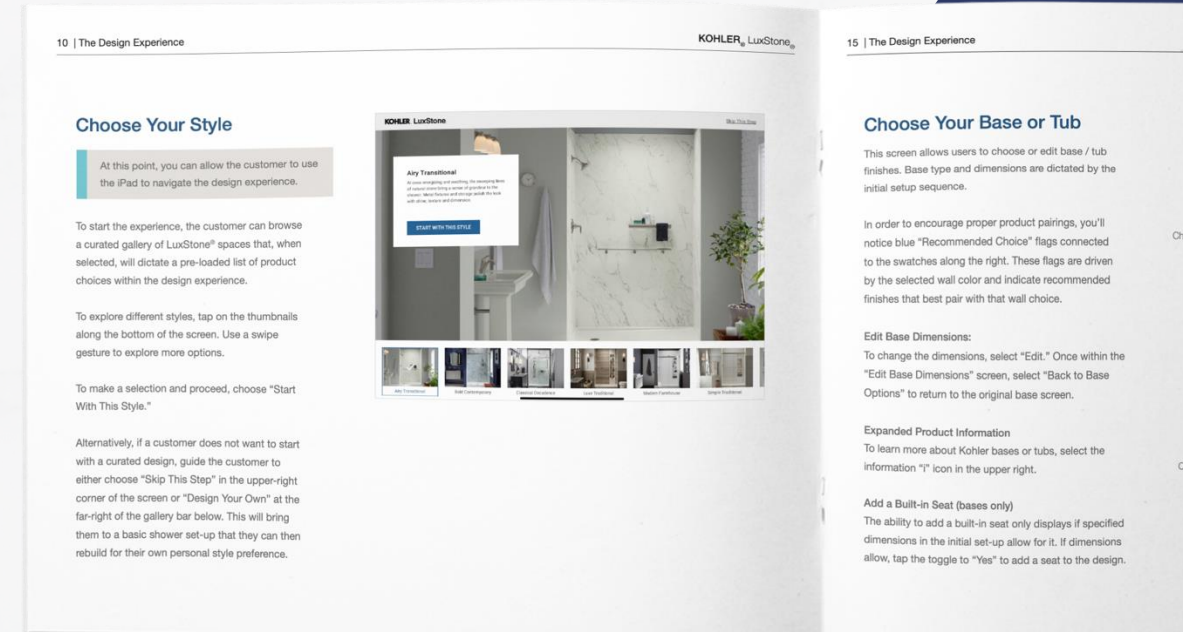 10 | The Design Experience
KOHLER® LuxStone®
Choose Your Style
At this point, you can allow the customer to use
the iPad to navigate the design experience.
To start the experience, the customer can browse
a curated gallery of LuxStone® spaces that, when
selected, will dictate a pre-loaded list of product
choices within the design experience.
To explore different styles, tap on the thumbnails
along the bottom of the screen. Use a swipe
gesture to explore more options.
To make a selection and proceed, choose “Start
With This Style.”
Alternatively, if a customer does not want to start
with a curated design, guide the customer to
either choose “Skip This Step” in the upper-right
corner of the screen or “Design Your Own” at the
far-right of the gallery bar below. This will bring
them to a basic shower set-up that they can then
rebuild for their own personal style preference.
KOHLER LuxStone
Skip This Step
Airy Transitional
START WITH THIS STYLE
Airy Transitional
Bold Contemporary
Luxe Traditional
Modern Farmhouse
Simple Traditional
15 | The Design Experience
Choose Your Base or Tub
This screen allows users to choose or edit base / tub
finishes. Base type and dimensions are dictated by the
initial setup sequence.
In order to encourage proper product pairings, you’ll
notice blue “Recommended Choice” flags connected
to the swatches along the right. These flags are driven
by the selected wall color and indicate recommended
finishes that best pair with that wall choice.
Edit Base Dimensions:
To change the dimensions, select “Edit.” Once within the
“Edit Base Dimensions” screen, select “Back to Base
Options” to return to the original base screen.
Expanded Product Information
To learn more about Kohler bases or tubs, select the
information “i” icon in the upper right.
Add a Built-in Seat (bases only)
The ability to add a built-in seat only displays if specified
dimensions in the initial set-up allow for it. If dimensions
allow, tap the toggle to “Yes” to add a seat to the design.